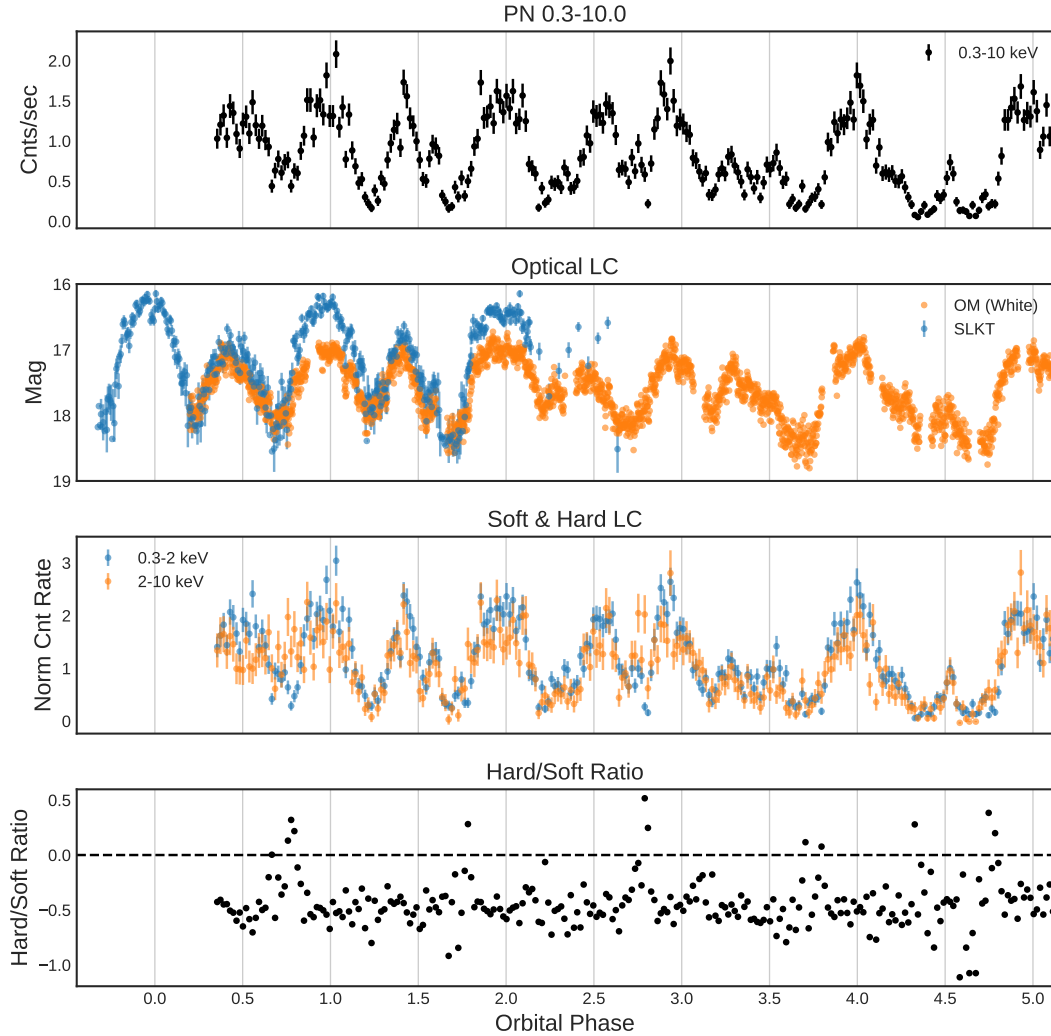 PN 0.3-10.0
Cnts/sec
2.0
1.5
1.0
0.5
0.0
0.3-10 keV
Optical LC
Mag
16
17
18
19
OM (White)
SLKT
Soft & Hard LC
Norm Cnt Rate
3
2
1
0
0.3-2 keV
2-10 keV
Hard/Soft Ratio
Hard/Soft Ratio
0.5
0.0
−0.5
−1.0
0.0 0.5 1.0 1.5 2.0 2.5 3.0 3.5 4.0 4.5 5.0
Orbital Phase